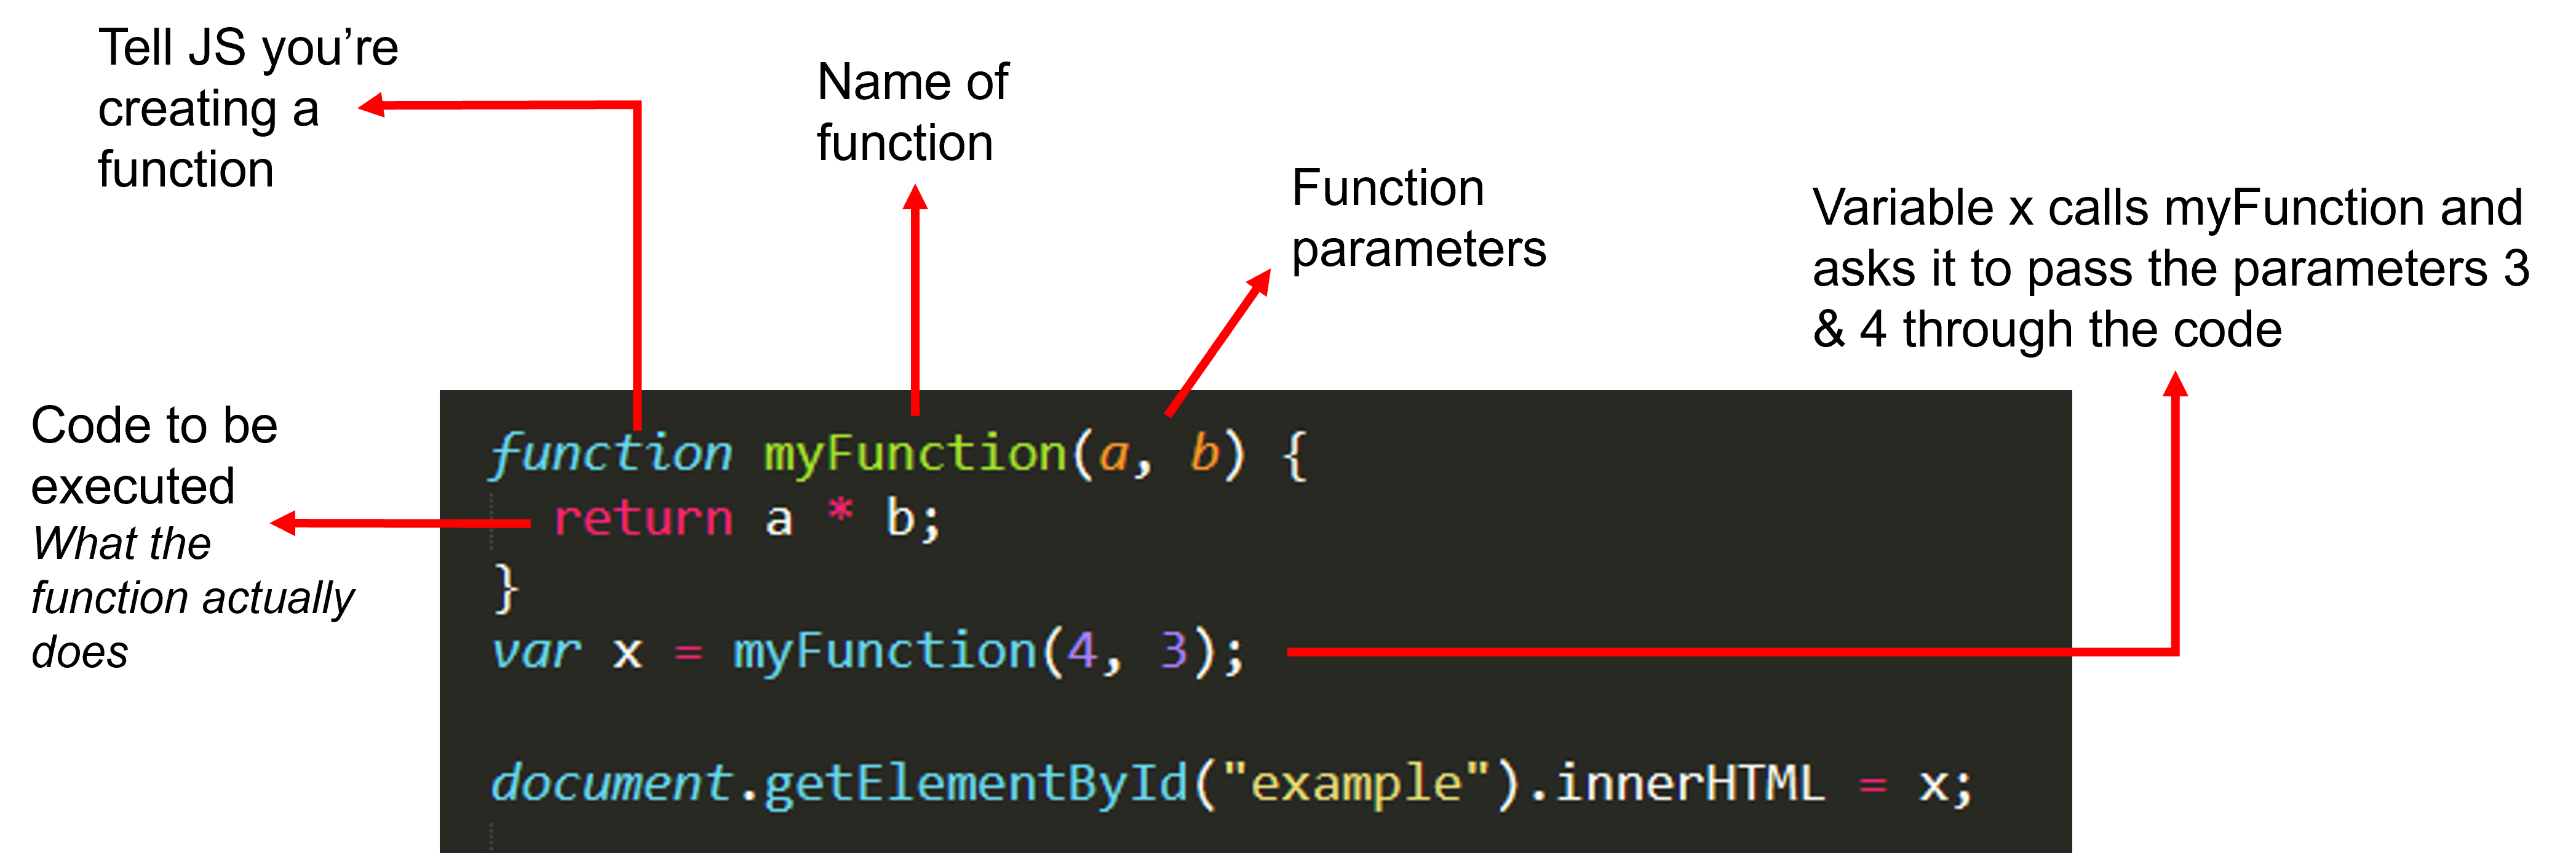 Tell JS you’re
creating a
function
Name of
function
Function
parameters
Variable x calls myFunction and
asks it to pass the parameters 3
& 4 through the code
Code to be
executed
What the
function actually
does
function myFunction(a, b) {
  return a * b;
}
var x = myFunction(4, 3);
document.getElementById("example").innerHTML = x;